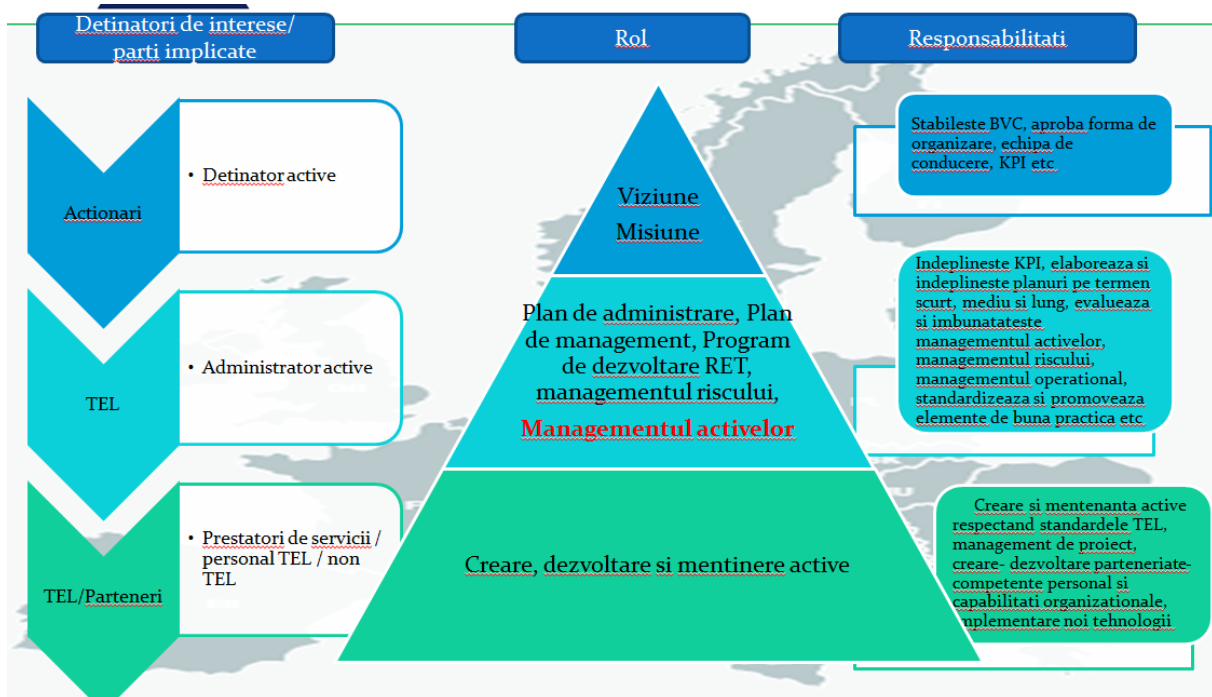 Detinatori de interese/
parti implicate
Rol
Responsabilitati
Actionari
• Detinator active
Viziune
Misiune
Stabileste BVC, aproba forma de
organizare, echipa de
conducere, KPI etc
TEL
• Administrator active
Plan de administrare, Plan
de management, Program
de dezvoltare RET,
managementul riscului,
Managementul activelor
Indeplineste KPI, elaboreaza si
indeplineste planuri pe termen
scurt, mediu si lung, evalueaza
si imbunatateste
managementul activelor,
managementul riscului,
managementul operational,
standardizeaza si promoveaza
elemente de buna practica etc
TEL/Parteneri
• Prestatori de servicii /
personal TEL / non
TEL
Creare, dezvoltare si mentinere active
Creare si mentenanta active
respectand standardele TEL,
management de proiect,
creare- dezvoltare parteneriate-
competente personal si
capabilitati organizationale,
implementare noi tehnologii